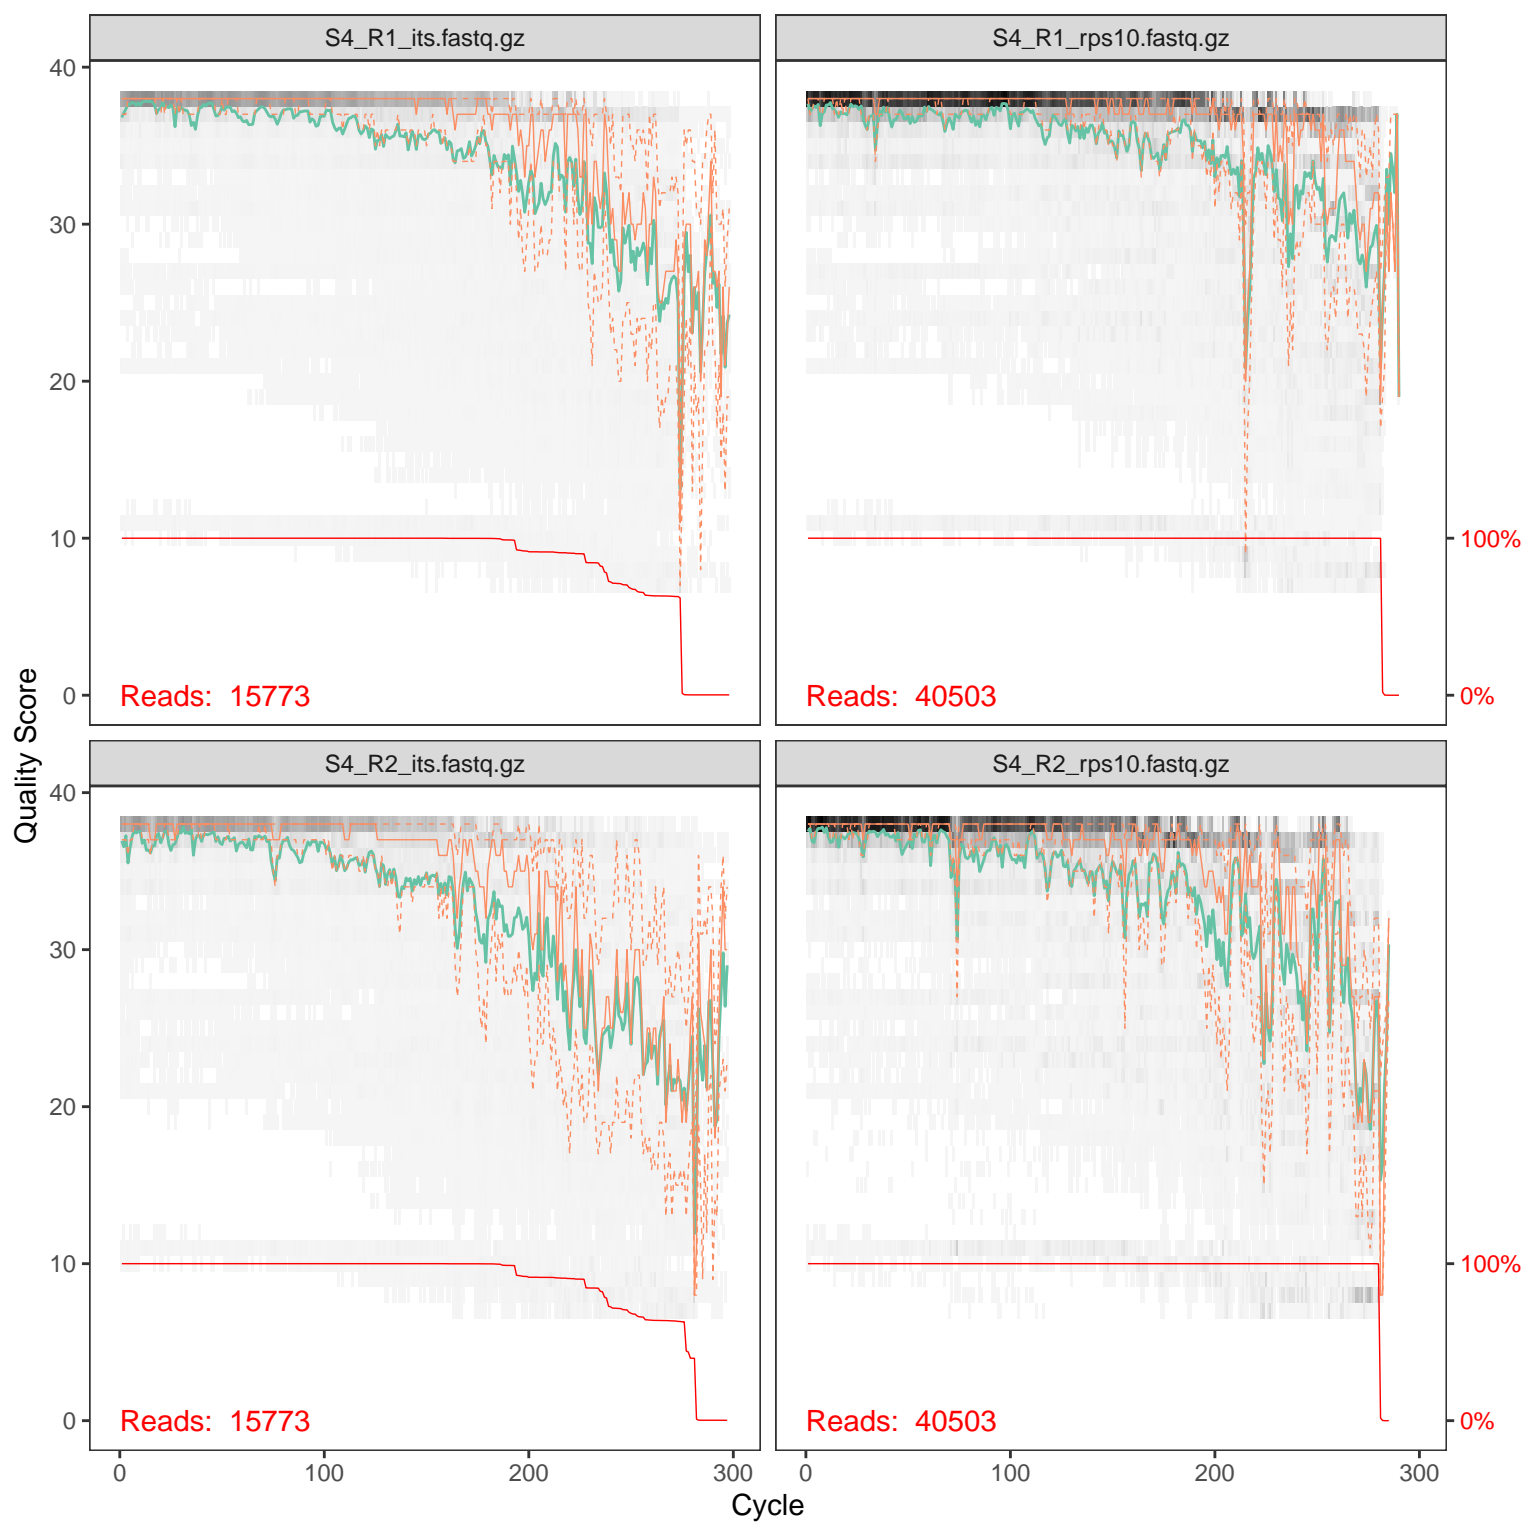 S4_R1_its.fastq.gz
S4_R1_rps10.fastq.gz
40
30
20
10
0
100%
0%
Reads: 15773
Reads: 40503
Quality Score
S4_R2_its.fastq.gz
S4_R2_rps10.fastq.gz
40
30
20
10
0
100%
0%
Reads: 15773
Reads: 40503
0 100 200 300 0 100 200 300
Cycle